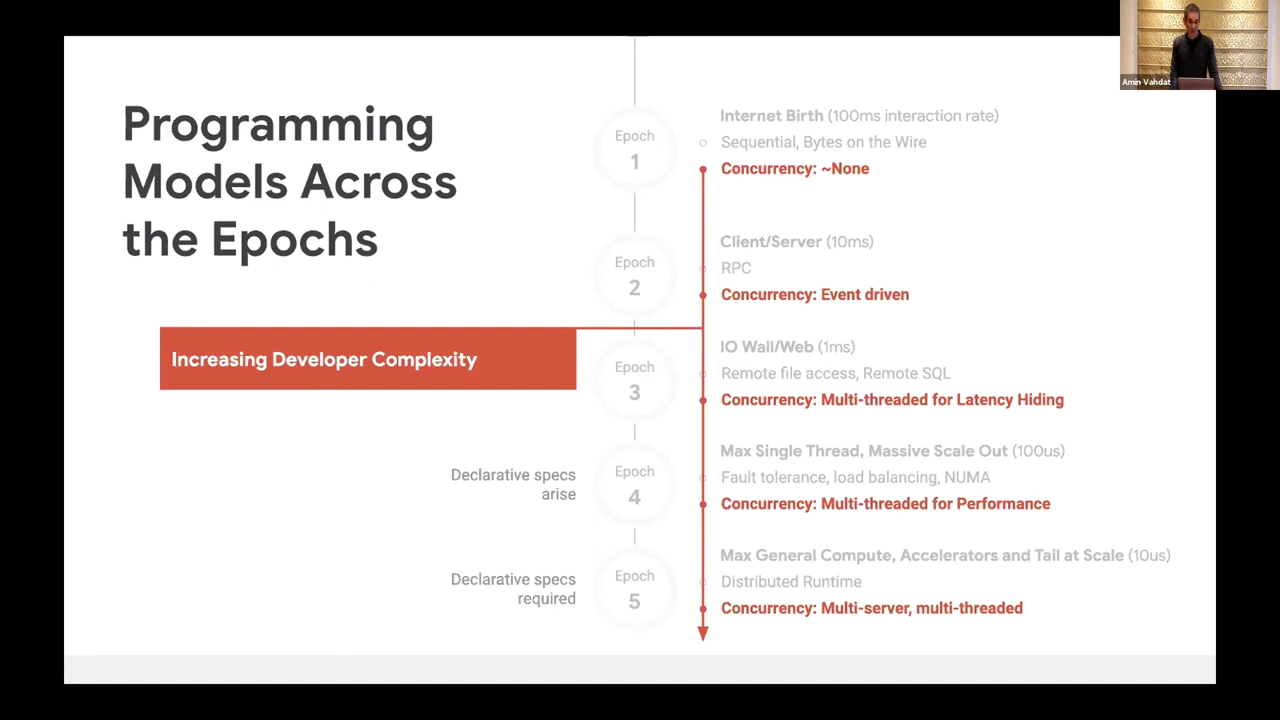 Amin Vahdat
Programming
Models Across
the Epochs
Increasing Developer Complexity
Epoch
1
Internet Birth (100ms interaction rate)
Sequential, Bytes on the Wire
Concurrency: ~None
Epoch
2
Client/Server (10ms)
RPC
Concurrency: Event driven
Epoch
3
IO Wall/Web (1ms)
Remote file access, Remote SQL
Concurrency: Multi-threaded for Latency Hiding
Declarative specs
arise
Epoch
4
Max Single Thread, Massive Scale Out (100us)
Fault tolerance, load balancing, NUMA
Concurrency: Multi-threaded for Performance
Declarative specs
required
Epoch
5
Max General Compute, Accelerators and Tail at Scale (10us)
Distributed Runtime
Concurrency: Multi-server, multi-threaded